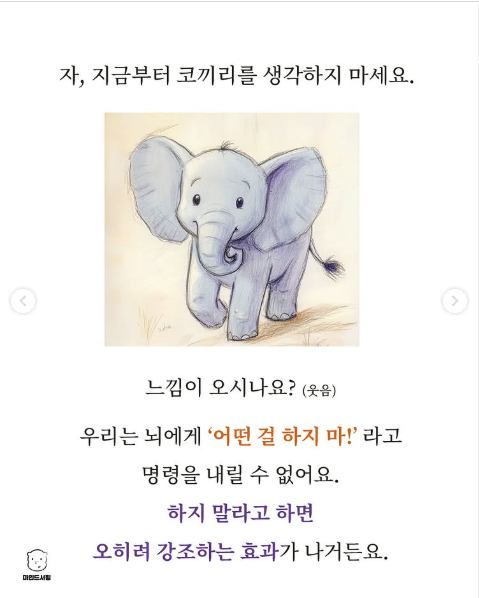 자, 지금부터 코끼리를 생각하지 마세요.
느낌이 오시나요? (웃음)
우리는 뇌에게 ‘어떤 걸 하지 마!’ 라고
명령을 내릴 수 없어요.
하지 말라고 하면
오히려 강조하는 효과가 나거든요.
마인드서핑